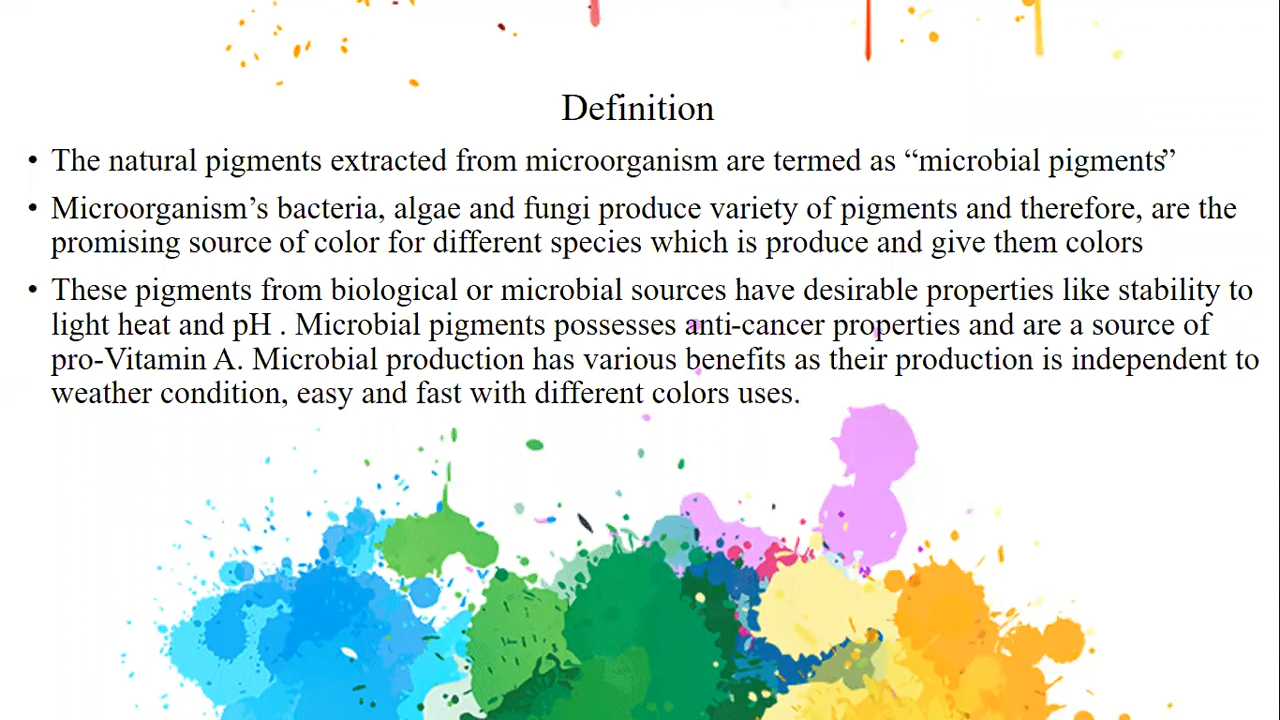 Definition
• The natural pigments extracted from microorganism are termed as “microbial pigments”
• Microorganism’s bacteria, algae and fungi produce variety of pigments and therefore, are the
promising source of color for different species which is produce and give them colors
• These pigments from biological or microbial sources have desirable properties like stability to
light heat and pH . Microbial pigments possesses anti-cancer properties and are a source of
pro-Vitamin A. Microbial production has various benefits as their production is independent to
weather condition, easy and fast with different colors uses.